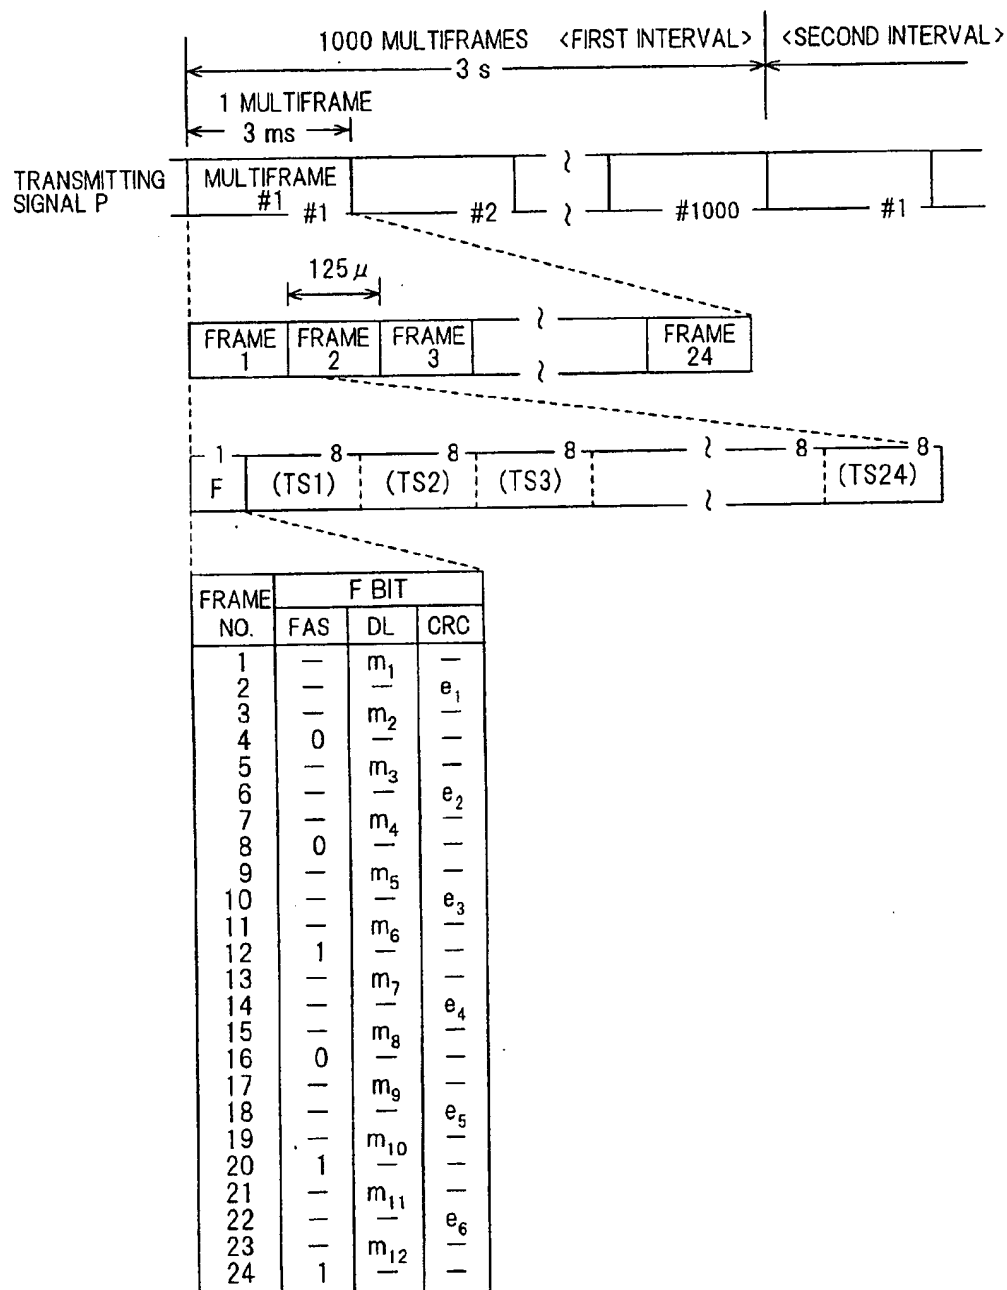 1000 MULTIFRAMES <FIRST INTERVAL> <SECOND INTERVAL>
3 s
1 MULTIFRAME
3 ms
TRANSMITTING SIGNAL P
MULTIFRAME #1
#1 #2 #1000 #1
125 μ
FRAME 1 FRAME 2 FRAME 3 FRAME 24
1 8 8 8 8 8
F (TS1) (TS2) (TS3) (TS24)
FRAME NO. F BIT
FAS DL CRC
1 — m₁ —
2 — — e₁
3 — m₂ —
4 0 — —
5 — m₃ —
6 — — e₂
7 — m₄ —
8 0 — —
9 — m₅ —
10 — — e₃
11 — m₆ —
12 1 — —
13 — m₇ —
14 — — e₄
15 — m₈ —
16 0 — —
17 — m₉ —
18 — — e₅
19 — m₁₀ —
20 1 — —
21 — m₁₁ —
22 — — e₆
23 — m₁₂ —
24 1 — —